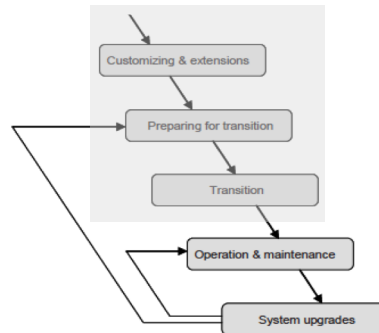 Customizing & extensions
Preparing for transition
Transition
Operation & maintenance
System upgrades